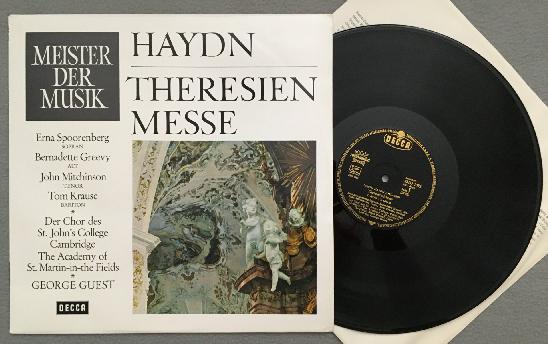 MEISTER
DER
MUSIK
HAYDN
THERESIEN
MESSE
Erna Spoorenberg
SOPRAN
Bernadette Greevy
ALT
John Mitchinson
TENOR
Tom Krause
BARITON
*
Der Chor des
St. John's College
Cambridge
The Academy of
St. Martin-in-the Fields
*
GEORGE GUEST
DECCA
DECCA